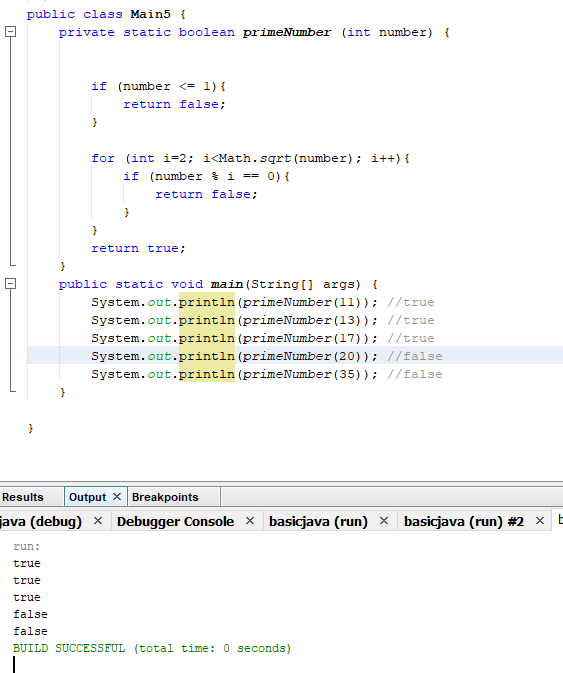 public class Main5 {
    private static boolean primeNumber (int number) {
        if (number <= 1){
            return false;
        }
        for (int i=2; i<Math.sqrt(number); i++){
            if (number % i == 0){
                return false;
            }
        }
        return true;
    }
    public static void main(String[] args) {
        System.out.println(primeNumber(11)); //true
        System.out.println(primeNumber(13)); //true
        System.out.println(primeNumber(17)); //true
        System.out.println(primeNumber(20)); //false
        System.out.println(primeNumber(35)); //false
    }
}
Results Output × Breakpoints
java (debug) × Debugger Console × basicjava (run) × basicjava (run) #2 × b
run:
true
true
true
false
false
BUILD SUCCESSFUL (total time: 0 seconds)